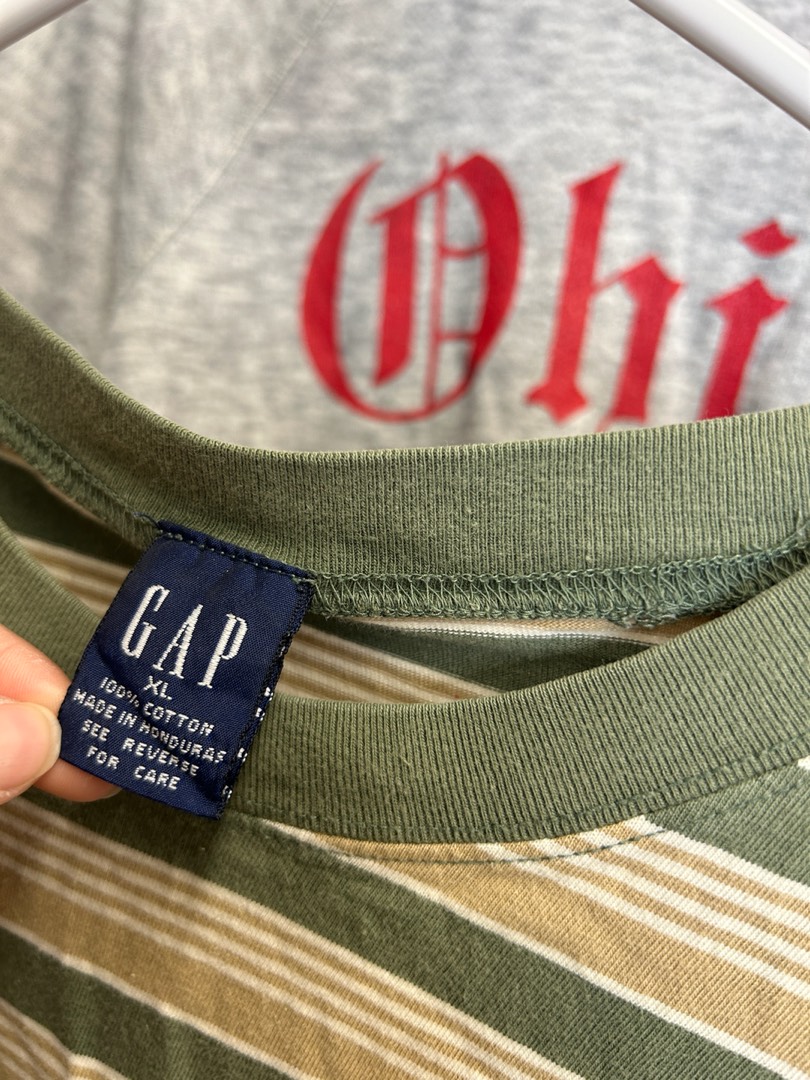 Ohi
GAP
XL
100% COTTON
MADE IN HONDURAS
SEE REVERSE
FOR CARE